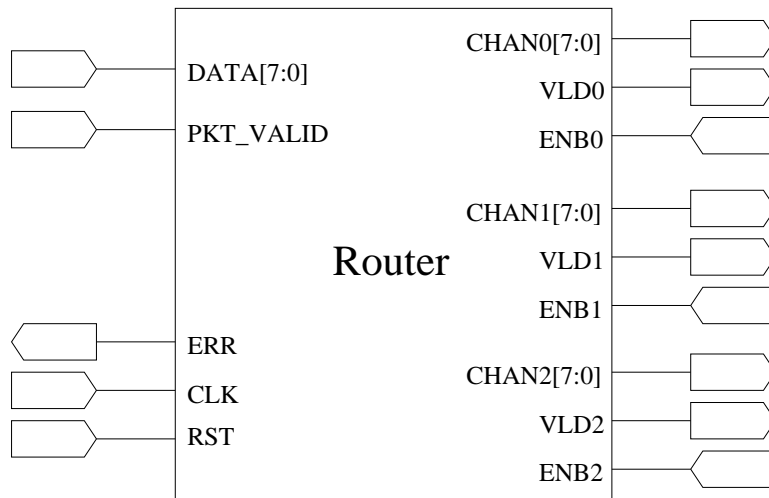 DATA[7:0]
PKT_VALID
ERR
CLK
RST
Router
CHAN0[7:0]
VLD0
ENB0
CHAN1[7:0]
VLD1
ENB1
CHAN2[7:0]
VLD2
ENB2